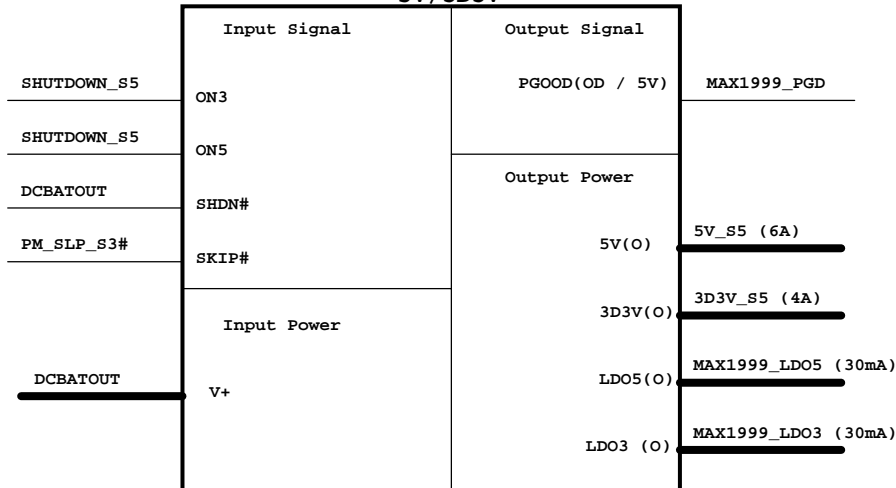 Input Signal
Output Signal
SHUTDOWN_S5
ON3
PGOOD(OD / 5V)
MAX1999_PGD
SHUTDOWN_S5
ON5
DCBATOUT
SHDN#
Output Power
PM_SLP_S3#
SKIP#
5V(O)
5V_S5 (6A)
Input Power
3D3V(O)
3D3V_S5 (4A)
DCBATOUT
V+
LDO5(O)
MAX1999_LDO5 (30mA)
LDO3 (O)
MAX1999_LDO3 (30mA)